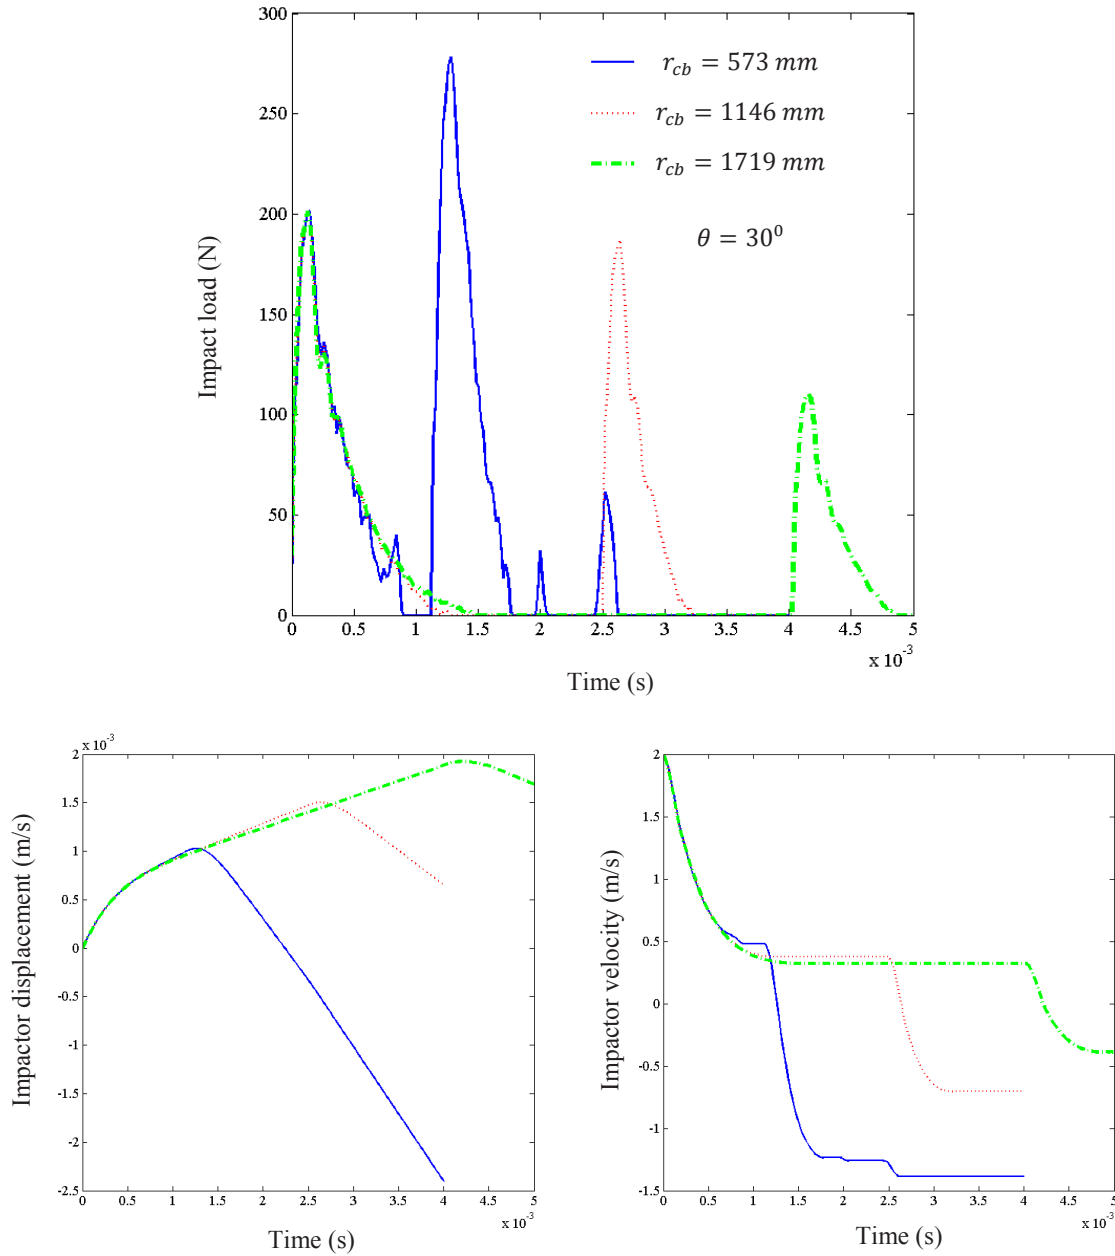 300
250
200
150
100
50
0
Impact load (N)
r_cb = 573 mm
r_cb = 1146 mm
r_cb = 1719 mm
θ = 30⁰
0 0.5 1 1.5 2 2.5 3 3.5 4 4.5 5
x 10⁻³
Time (s)
x 10⁻³
2
1.5
1
0.5
0
-0.5
-1
-1.5
-2
-2.5
Impactor displacement (m/s)
0 0.5 1 1.5 2 2.5 3 3.5 4 4.5 5
x 10⁻³
Time (s)
2
1.5
1
0.5
0
-0.5
-1
-1.5
Impactor velocity (m/s)
0 0.5 1 1.5 2 2.5 3 3.5 4 4.5 5
x 10⁻³
Time (s)